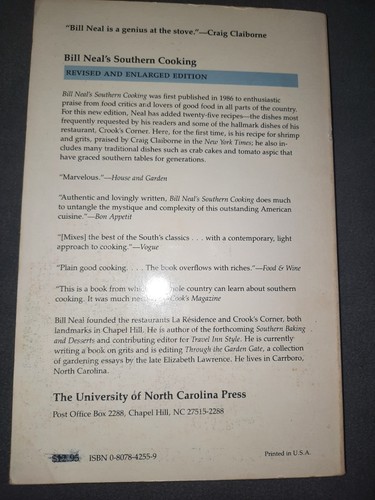 "Bill Neal is a genius at the stove."—Craig Claiborne
Bill Neal's Southern Cooking
REVISED AND ENLARGED EDITION
Bill Neal's Southern Cooking was first published in 1986 to enthusiastic
praise from food critics and lovers of good food in all parts of the country.
For this new edition, Neal has added twenty-five recipes—the dishes most
frequently requested by his readers and some of the hallmark dishes of his
restaurant, Crook's Corner. Here, for the first time, is his recipe for shrimp
and grits, praised by Craig Claiborne in the New York Times; he also in-
cludes many traditional dishes such as crab cakes and tomato aspic that
have graced southern tables for generations.
"Marvelous."—House and Garden
"Authentic and lovingly written, Bill Neal's Southern Cooking does much
to untangle the mystique and complexity of this outstanding American
cuisine."—Bon Appetit
"[Mixes] the best of the South's classics . . . with a contemporary, light
approach to cooking."—Vogue
"Plain good cooking. . . . The book overflows with riches."—Food & Wine
"This is a book from whole country can learn about southern
cooking. It was much Cook's Magazine
Bill Neal founded the restaurants La Résidence and Crook's Corner, both
landmarks in Chapel Hill. He is author of the forthcoming Southern Baking
and Desserts and contributing editor for Travel Inn Style. He is currently
writing a book on grits and is editing Through the Garden Gate, a collection
of gardening essays by the late Elizabeth Lawrence. He lives in Carrboro,
North Carolina.
The University of North Carolina Press
Post Office Box 2288, Chapel Hill, NC 27515-2288
$12.95 ISBN 0-8078-4255-9
Printed in U.S.A.